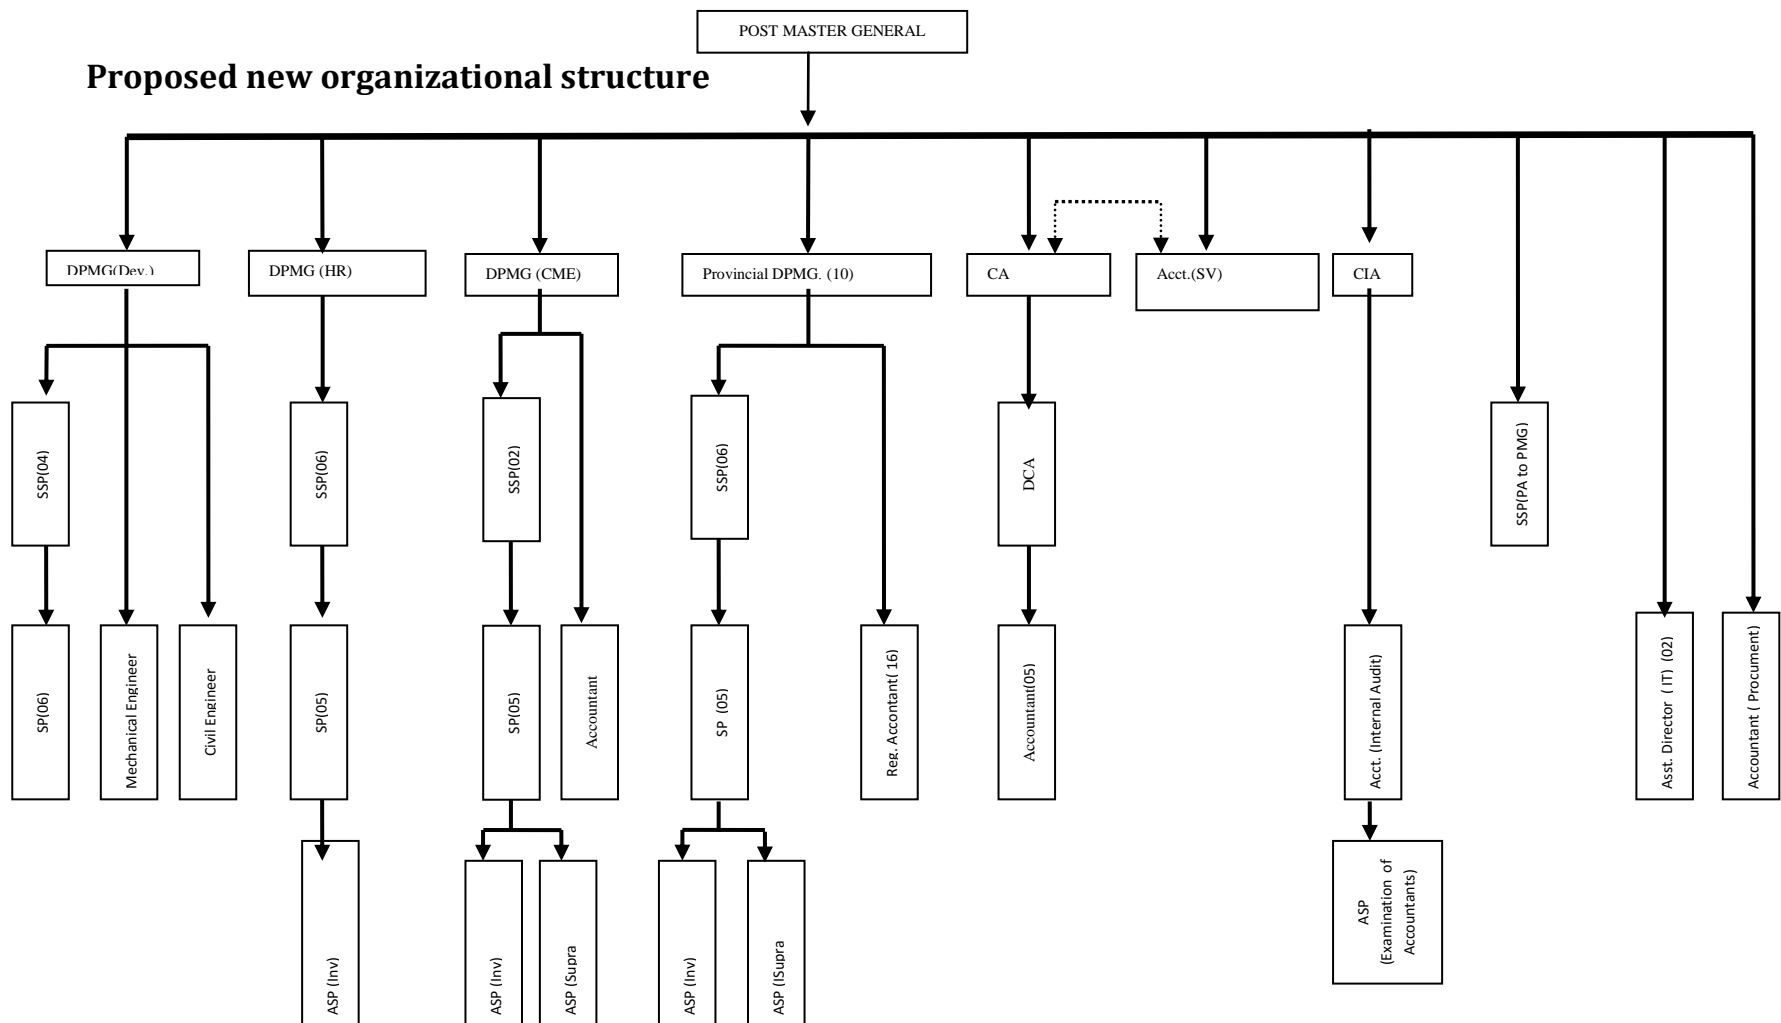 POST MASTER GENERAL
Proposed new organizational structure
DPMG(Dev.)
DPMG (HR)
DPMG (CME)
Provincial DPMG. (10)
CA
Acct.(SV)
CIA
SSP(04)
SSP(06)
SSP(02)
SSP(06)
DCA
SSP(PA to PMG)
SP(06)
Mechanical Engineer
Civil Engineer
SP(05)
SP(05)
Accountant
SP (05)
Reg. Accontant( 16)
Accountant(05)
Acct. (Internal Audit)
Asst. Director ( IT) (02)
Accountant ( Procument)
ASP (Inv)
ASP (Inv)
ASP (Supra
ASP (Inv)
ASP (ISupra
ASP
(Examination of
Accountants)